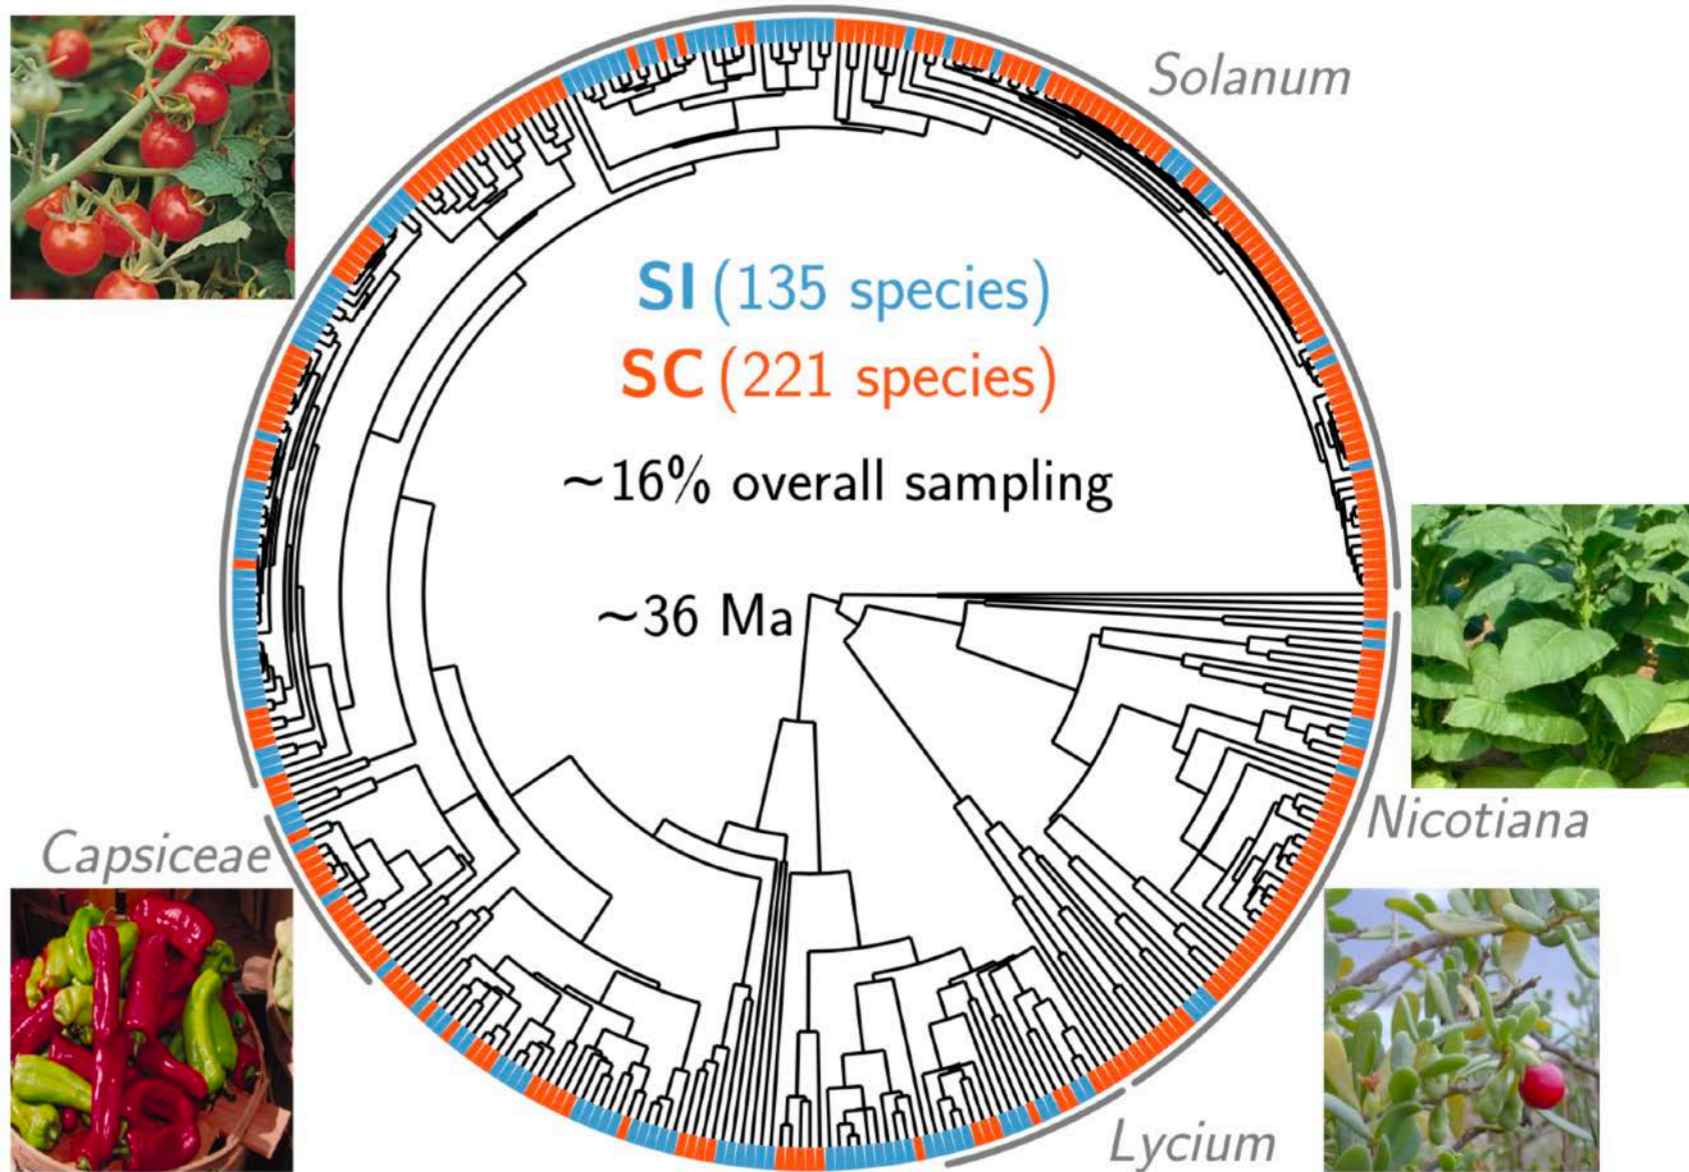 Solanum
SI (135 species)
SC (221 species)
~16% overall sampling
~36 Ma
Nicotiana
Capsiceae
Lycium